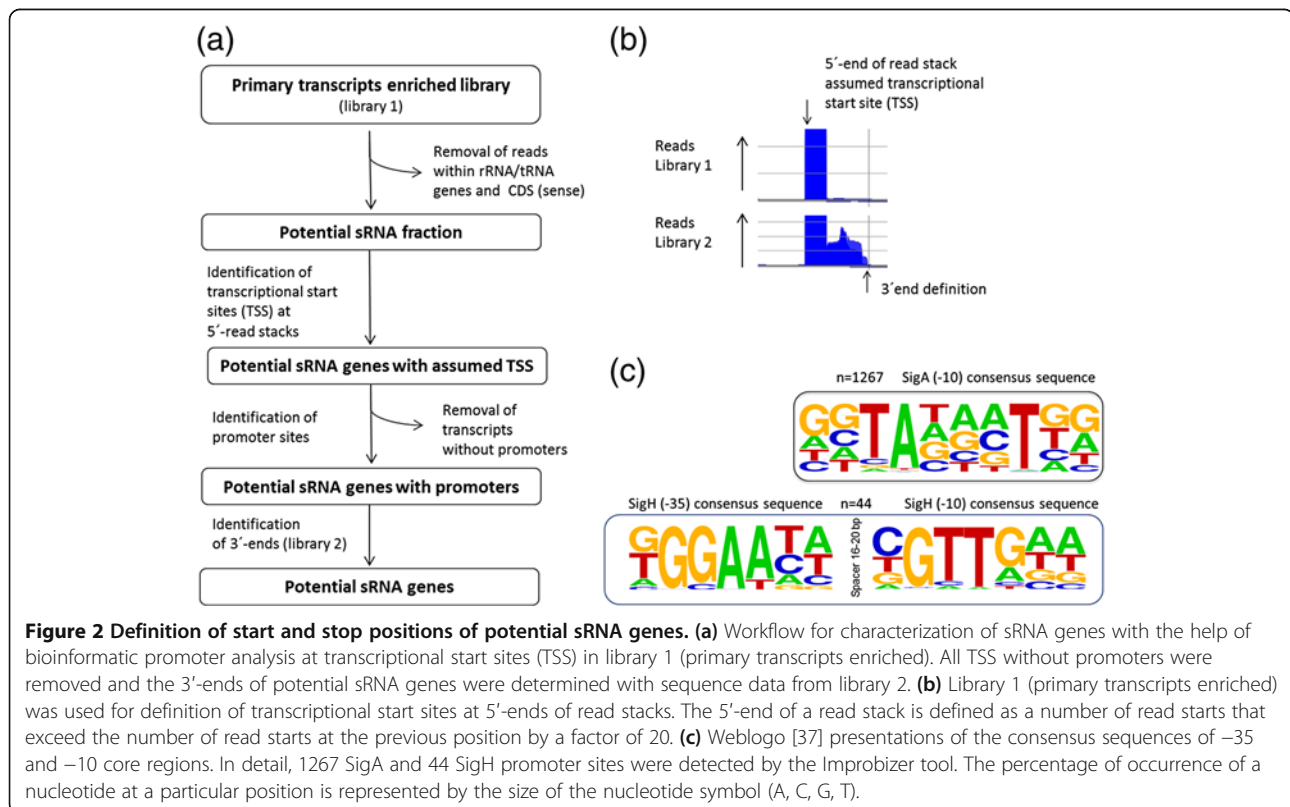 (a)
Primary transcripts enriched library
(library 1)
Removal of reads
within rRNA/tRNA
genes and CDS (sense)
Potential sRNA fraction
Identification of
transcriptional start
sites (TSS) at
5´-read stacks
Potential sRNA genes with assumed TSS
Identification of
promoter sites
Removal of
transcripts
without promoters
Potential sRNA genes with promoters
Identification
of 3´-ends (library 2)
Potential sRNA genes
(b)
5´-end of read stack
assumed transcriptional
start site (TSS)
Reads
Library 1
Reads
Library 2
3´end definition
(c)
n=1267 SigA (-10) consensus sequence
SigH (-35) consensus sequence n=44 SigH (-10) consensus sequence
Spacer 16-20 bp
Figure 2 Definition of start and stop positions of potential sRNA genes. (a) Workflow for characterization of sRNA genes with the help of
bioinformatic promoter analysis at transcriptional start sites (TSS) in library 1 (primary transcripts enriched). All TSS without promoters were
removed and the 3′-ends of potential sRNA genes were determined with sequence data from library 2. (b) Library 1 (primary transcripts enriched)
was used for definition of transcriptional start sites at 5′-ends of read stacks. The 5′-end of a read stack is defined as a number of read starts that
exceed the number of read starts at the previous position by a factor of 20. (c) Weblogo [37] presentations of the consensus sequences of −35
and −10 core regions. In detail, 1267 SigA and 44 SigH promoter sites were detected by the Improbizer tool. The percentage of occurrence of a
nucleotide at a particular position is represented by the size of the nucleotide symbol (A, C, G, T).